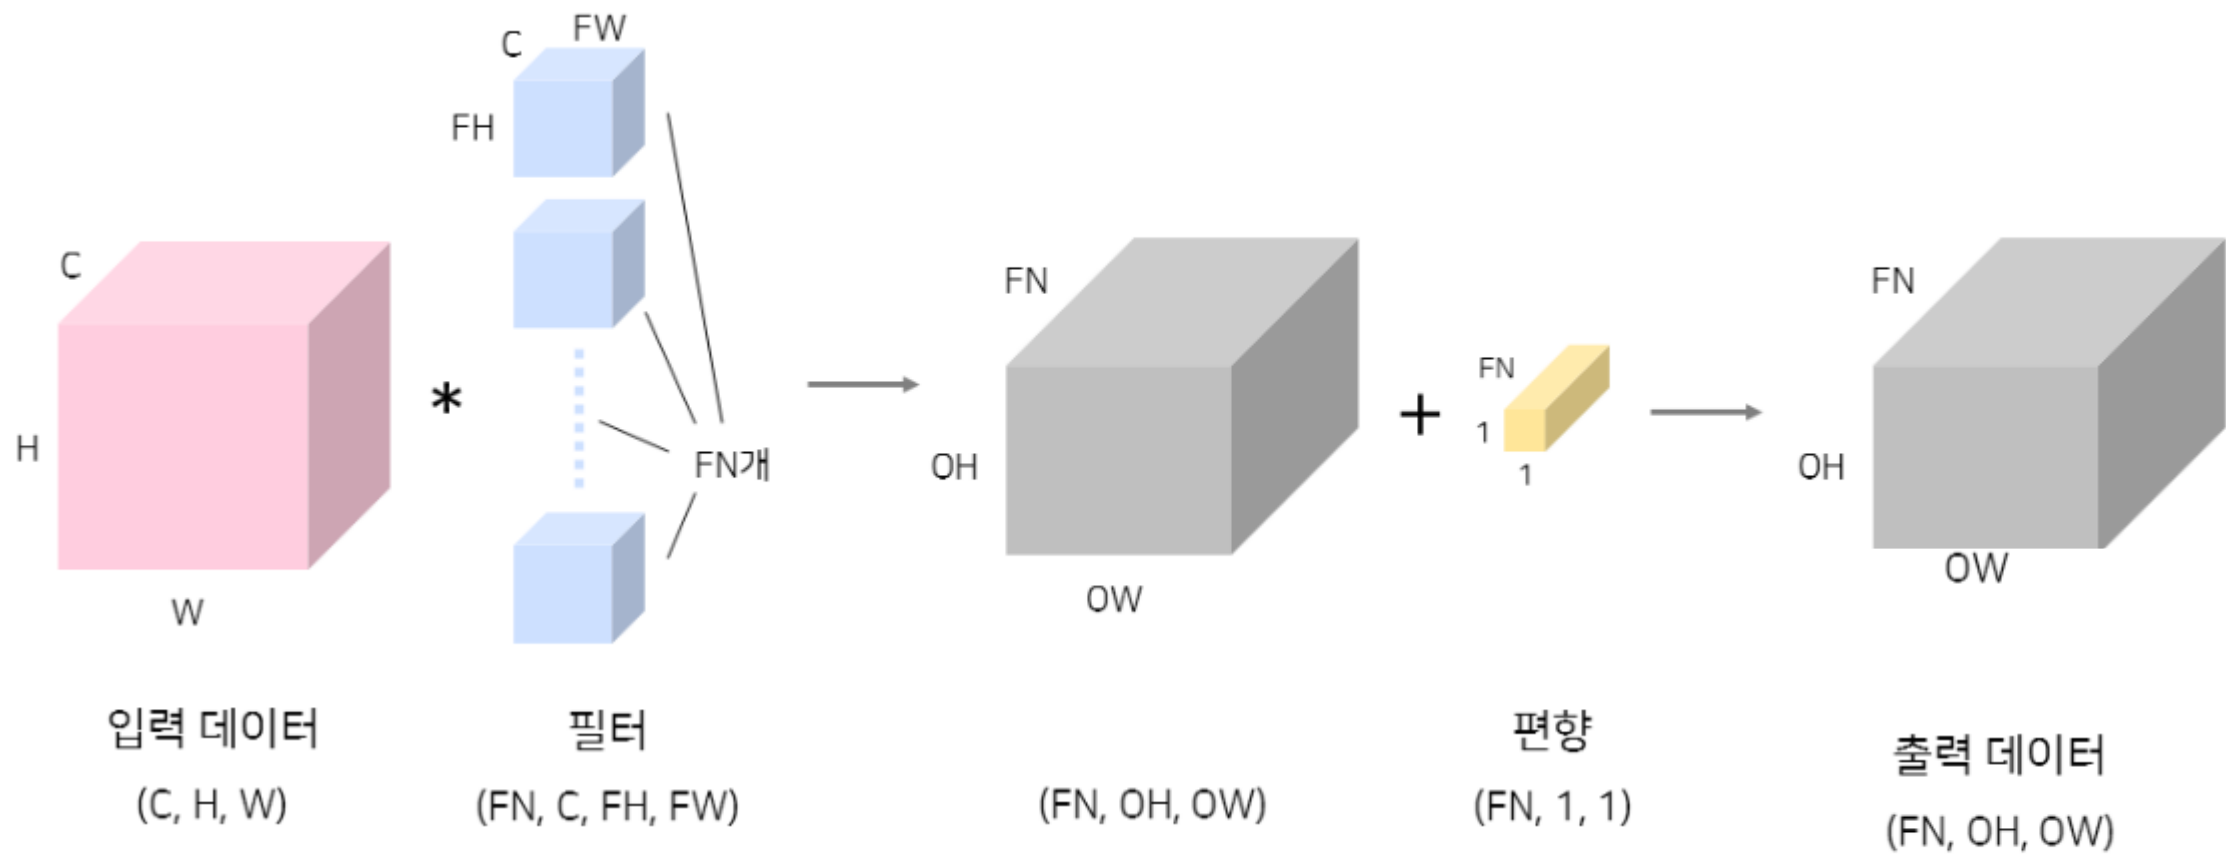 C
H
W
*
C
FW
FH
FN개
FN
OH
OW
+
FN
1
1
FN
OH
OW
입력 데이터
(C, H, W)
필터
(FN, C, FH, FW)
(FN, OH, OW)
편향
(FN, 1, 1)
출력 데이터
(FN, OH, OW)